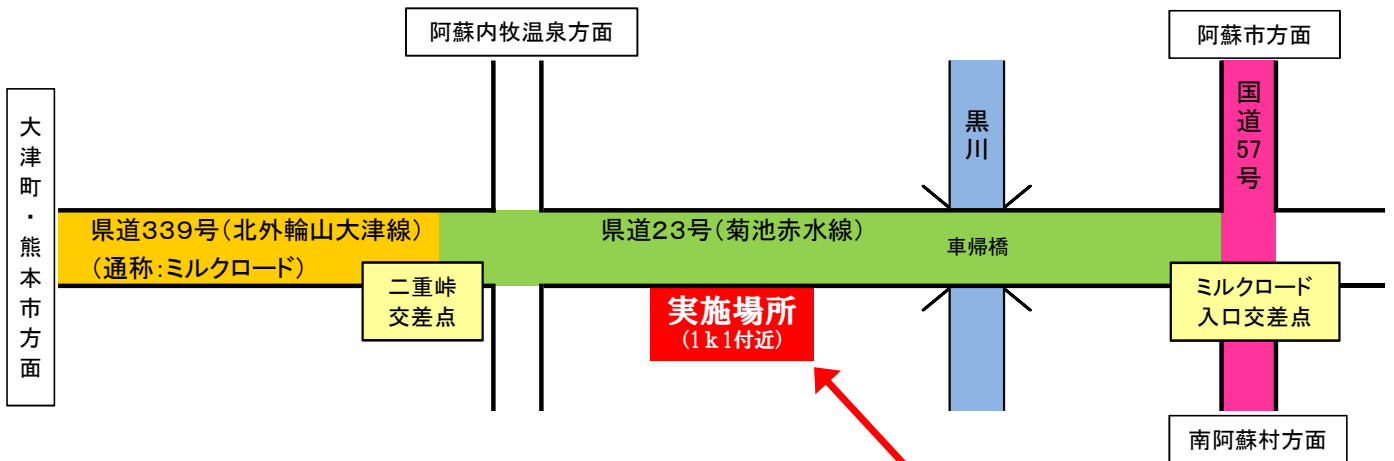 阿蘇内牧温泉方面
阿蘇市方面
大津町・熊本市方面
黒川
国道57号
県道339号(北外輪山大津線)
(通称:ミルクロード)
県道23号(菊池赤水線)
車帰橋
二重峠
交差点
実施場所
(1k1付近)
ミルクロード
入口交差点
南阿蘇村方面